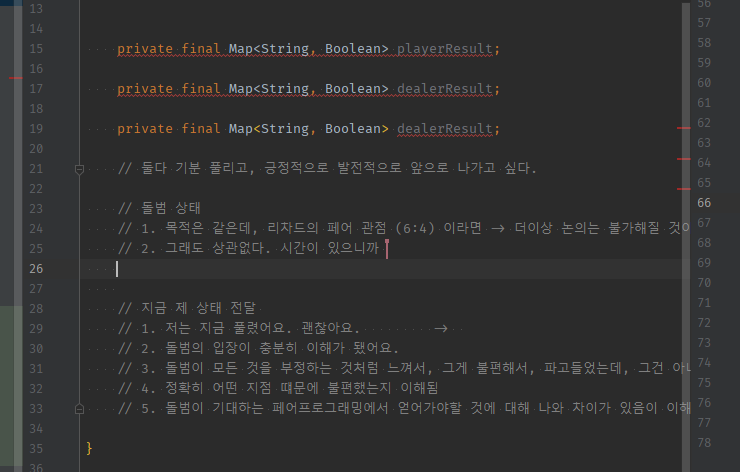 13
14
15 private final Map<String, Boolean> playerResult;
16
17 private final Map<String, Boolean> dealerResult;
18
19 private final Map<String, Boolean> dealerResult;
20
21 // 둘다 기분 풀리고, 긍정적으로 발전적으로 앞으로 나가고 싶다.
22
23 // 돌범 상태
24 // 1. 목적은 같은데, 리차드의 페어 관점 (6:4) 이라면 -> 더이상 논의는 불가해질 것이
25 // 2. 그래도 상관없다. 시간이 있으니까
26
27
28 // 지금 제 상태 전달
29 // 1. 저는 지금 풀렸어요. 괜찮아요. ->
30 // 2. 돌범의 입장이 충분히 이해가 됐어요.
31 // 3. 돌범이 모든 것을 부정하는 것처럼 느껴서, 그게 불편해서, 파고들었는데, 그건 아니
32 // 4. 정확히 어떤 지점 떄문에 불편했는지 이해됨
33 // 5. 돌범이 기대하는 페어프로그래밍에서 얻어가야할 것에 대해 나와 차이가 있음이 이해
34
35 }
36
56
57
58
59
60
61
62
63
64
65
66
67
68
69
70
71
72
73
74
75
76
77
78